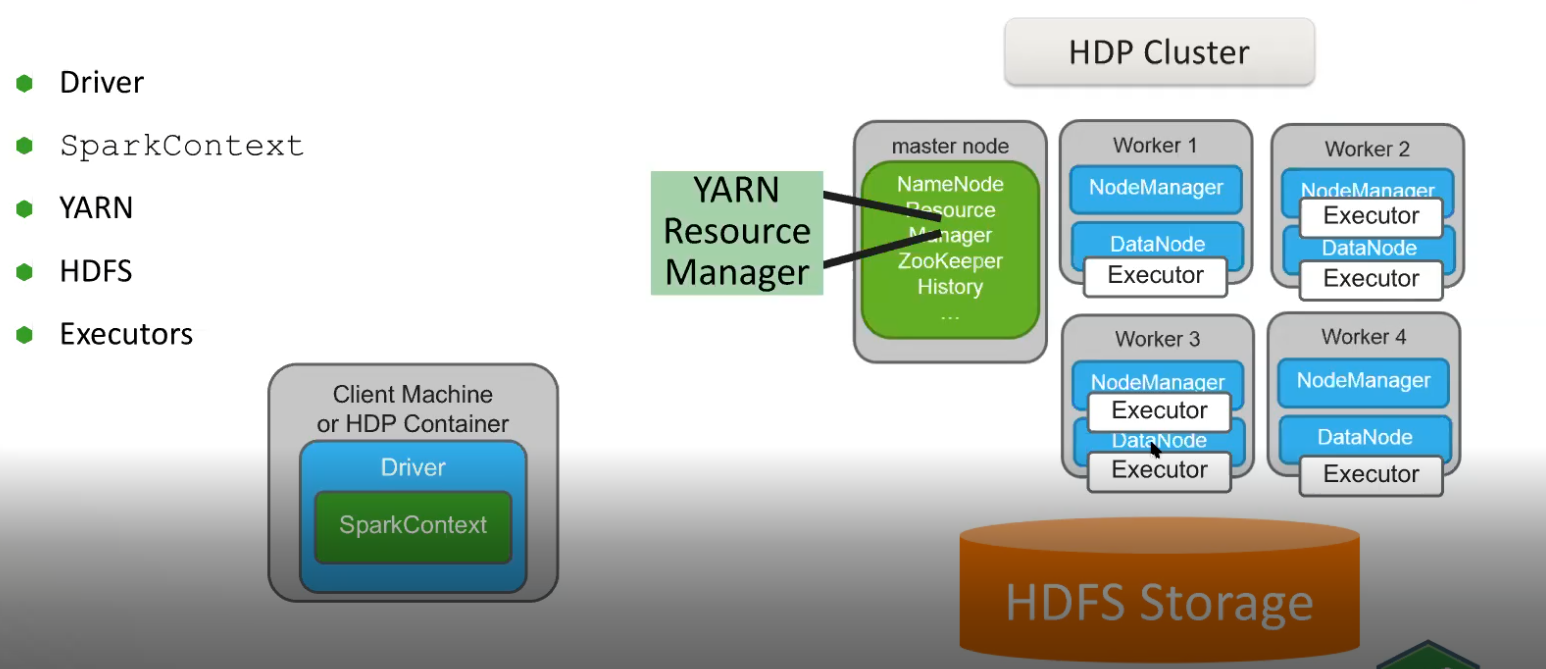 Driver
SparkContext
YARN
HDFS
Executors
Client Machine
or HDP Container
Driver
SparkContext
HDP Cluster
YARN
Resource
Manager
master node
NameNode
Resource
Manager
ZooKeeper
History
...
Worker 1
NodeManager
DataNode
Executor
Worker 2
NodeManager
Executor
DataNode
Executor
Worker 3
NodeManager
Executor
DataNode
Executor
Worker 4
NodeManager
DataNode
Executor
HDFS Storage